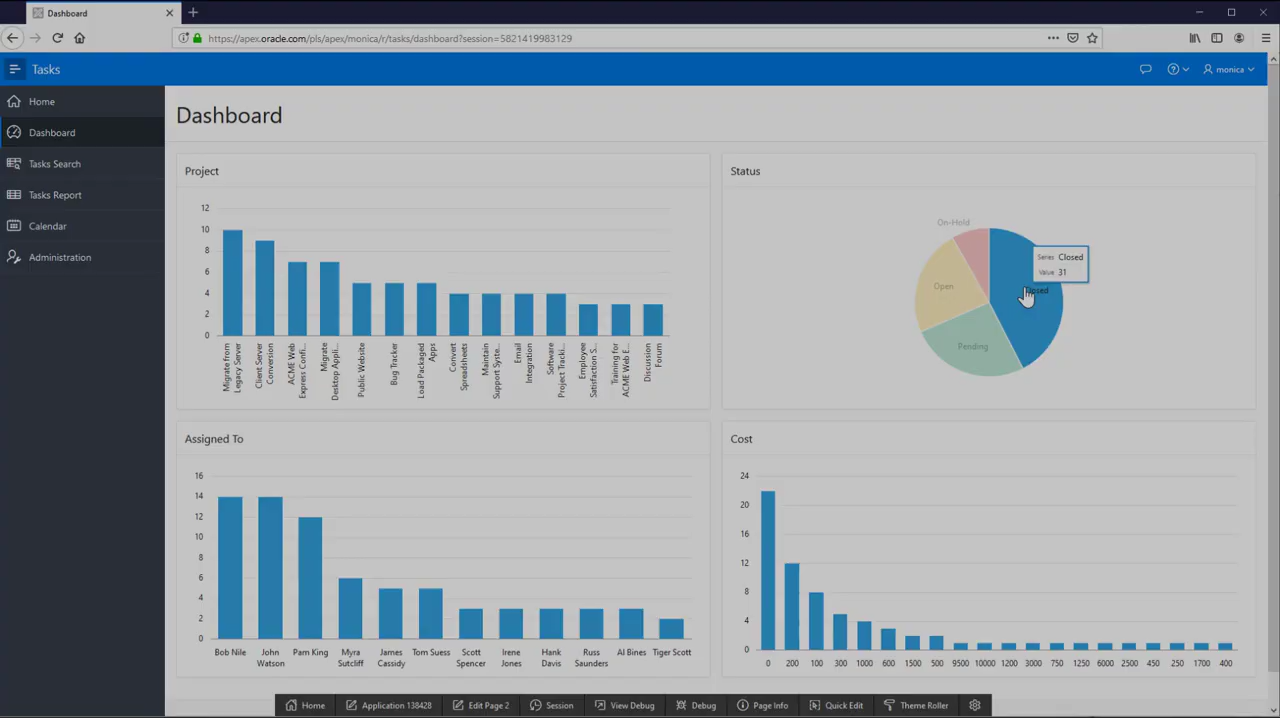 Dashboard
https://apex.oracle.com/pls/apex/monica/r/tasks/dashboard?session=5821419983129
Tasks
monica
Home
Dashboard
Tasks Search
Tasks Report
Calendar
Administration
Dashboard
Project
12
10
8
6
4
2
0
Migrate from Legacy Server
Client Server Conversion
ACME Web Express Confi...
Migrate Desktop Appli...
Public Website
Bug Tracker
Load Packaged Apps
Convert Spreadsheets
Maintain Support Syste...
Email Integration
Software Project Tracki...
Employee Satisfaction S...
Training for ACME Web E...
Discussion Forum
Status
On-Hold
Open
Pending
Closed
Series Closed
Value 31
Assigned To
16
14
12
10
8
6
4
2
0
Bob Nile
John Watson
Pam King
Myra Sutcliff
James Cassidy
Tom Suess
Scott Spencer
Irene Jones
Hank Davis
Russ Saunders
Al Bines
Tiger Scott
Cost
24
20
16
12
8
4
0
0 200 100 300 1000 600 1500 500 9500 10000 1200 3000 750 1250 6000 2500 450 250 1700 400
Home Application 138428 Edit Page 2 Session View Debug Debug Page Info Quick Edit Theme Roller